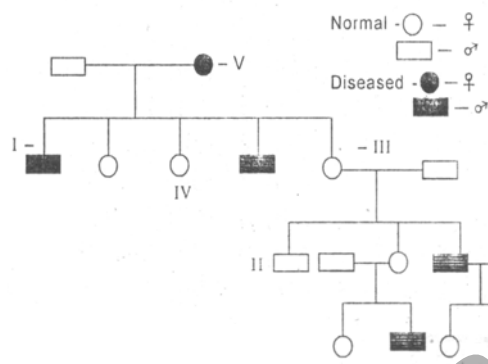 Normal - ○ - ♀
□ - ♂
Diseased - ● - ♀
■ - ♂
- V
I -
- III
IV
II